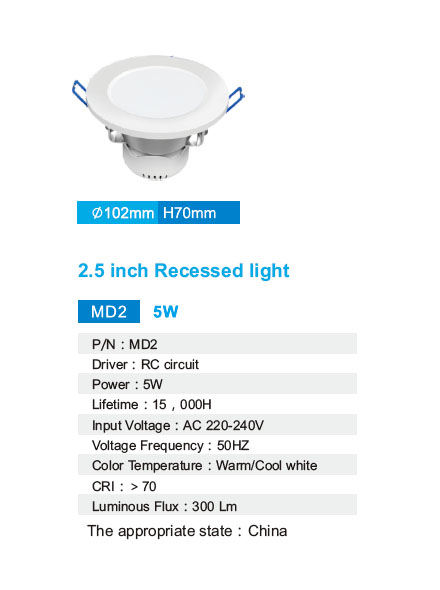 Ø102mm H70mm
2.5 inch Recessed light
MD2 5W
P/N：MD2
Driver：RC circuit
Power：5W
Lifetime：15，000H
Input Voltage：AC 220-240V
Voltage Frequency：50HZ
Color Temperature：Warm/Cool white
CRI：＞70
Luminous Flux：300 Lm
The appropriate state：China